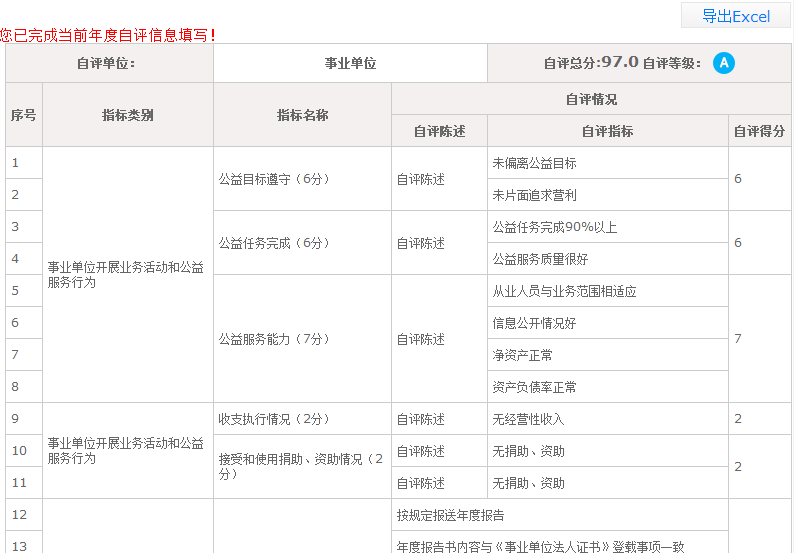 导出Excel
您已完成当前年度自评信息填写！
自评单位： 事业单位 自评总分:97.0 自评等级： A
序号 指标类别 指标名称 自评情况
自评陈述 自评指标 自评得分
1 事业单位开展业务活动和公益服务行为 公益目标遵守（6分） 自评陈述 未偏离公益目标 6
2 未片面追求营利
3 公益任务完成（6分） 自评陈述 公益任务完成90%以上 6
4 公益服务质量很好
5 公益服务能力（7分） 自评陈述 从业人员与业务范围相适应 7
6 信息公开情况好
7 净资产正常
8 资产负债率正常
9 事业单位开展业务活动和公益服务行为 收支执行情况（2分） 自评陈述 无经营性收入 2
10 接受和使用捐助、资助情况（2分） 自评陈述 无捐助、资助 2
11 自评陈述 无捐助、资助
12 按规定报送年度报告
13 年度报告书内容与《事业单位法人证书》登载事项一致